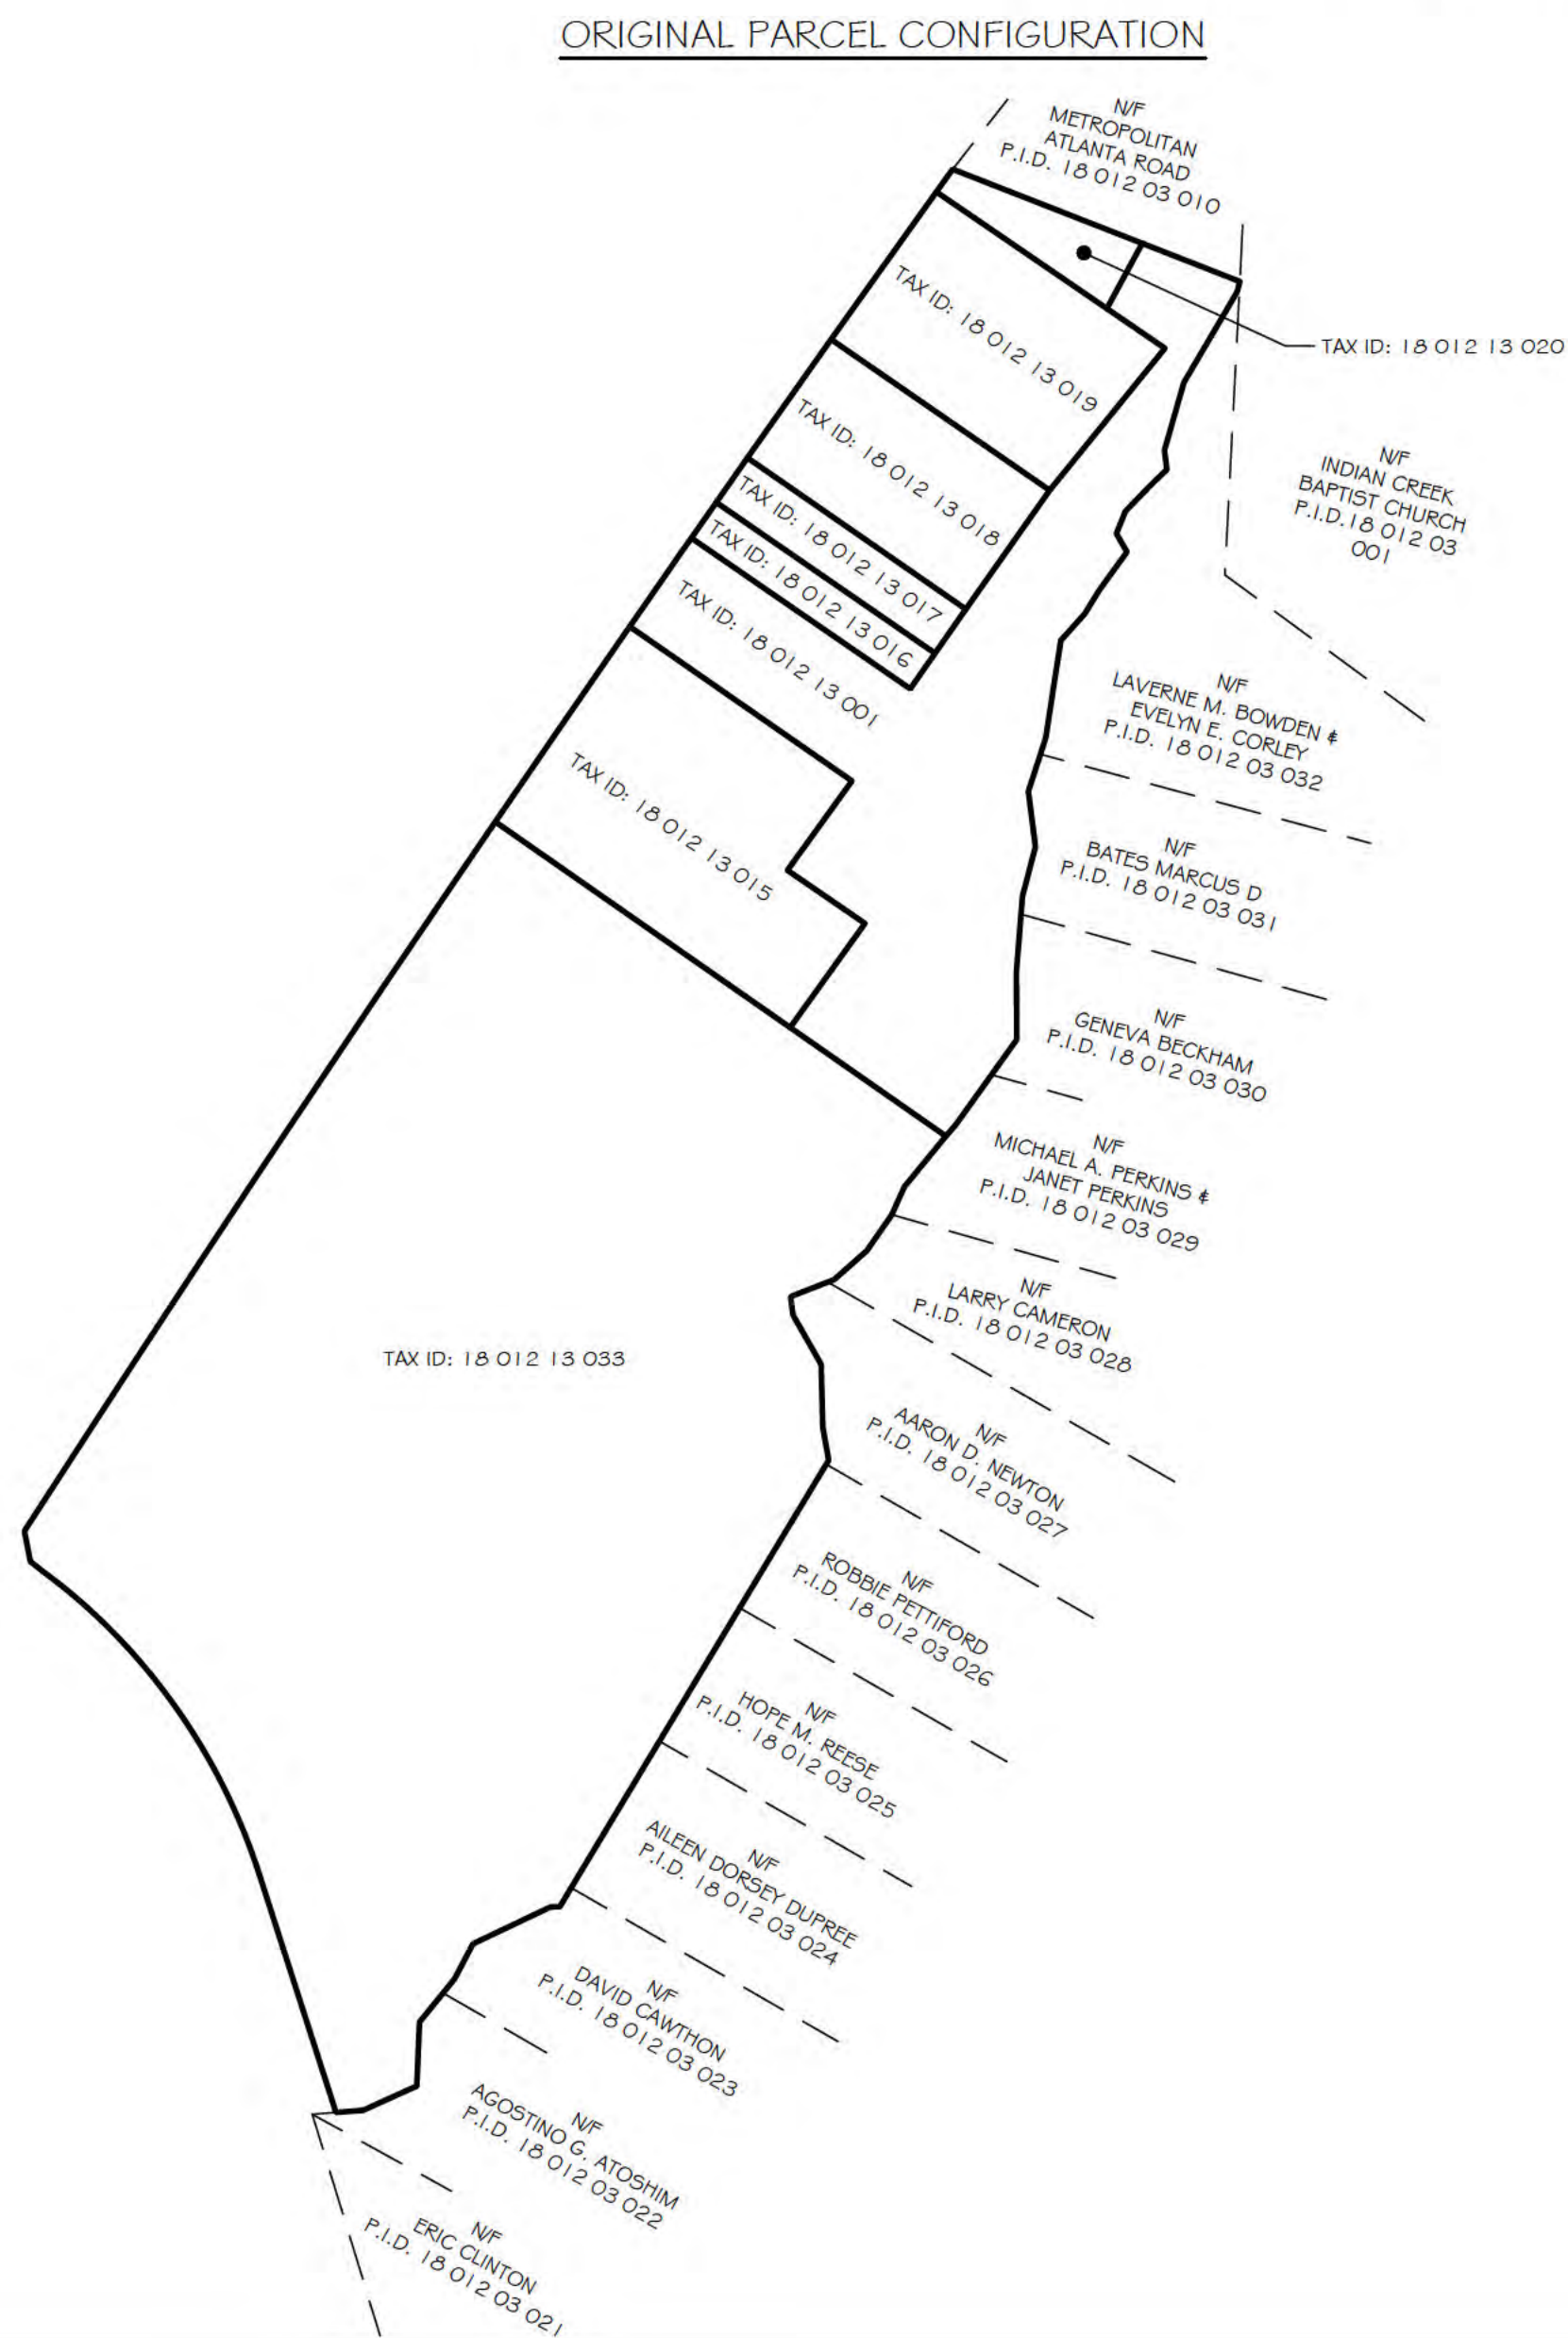 ORIGINAL PARCEL CONFIGURATION
N/F
METROPOLITAN
ATLANTA ROAD
P.I.D. 18 012 03 010
TAX ID: 18 012 13 019
TAX ID: 18 012 13 020
TAX ID: 18 012 13 018
N/F
INDIAN CREEK
BAPTIST CHURCH
P.I.D. 18 012 03
001
TAX ID: 18 012 13 017
TAX ID: 18 012 13 016
TAX ID: 18 012 13 001
N/F
LAVERNE M. BOWDEN &
EVELYN E. CORLEY
P.I.D. 18 012 03 032
TAX ID: 18 012 13 015
N/F
BATES MARCUS D
P.I.D. 18 012 03 031
N/F
GENEVA BECKHAM
P.I.D. 18 012 03 030
N/F
MICHAEL A. PERKINS &
JANET PERKINS
P.I.D. 18 012 03 029
N/F
LARRY CAMERON
P.I.D. 18 012 03 028
TAX ID: 18 012 13 033
N/F
AARON D. NEWTON
P.I.D. 18 012 03 027
N/F
ROBBIE PETTIFORD
P.I.D. 18 012 03 026
N/F
HOPE M. REESE
P.I.D. 18 012 03 025
N/F
AILEEN DORSEY DUPREE
P.I.D. 18 012 03 024
N/F
DAVID CAWTHON
P.I.D. 18 012 03 023
N/F
AGOSTINO G. ATOSHIM
P.I.D. 18 012 03 022
N/F
ERIC CLINTON
P.I.D. 18 012 03 021